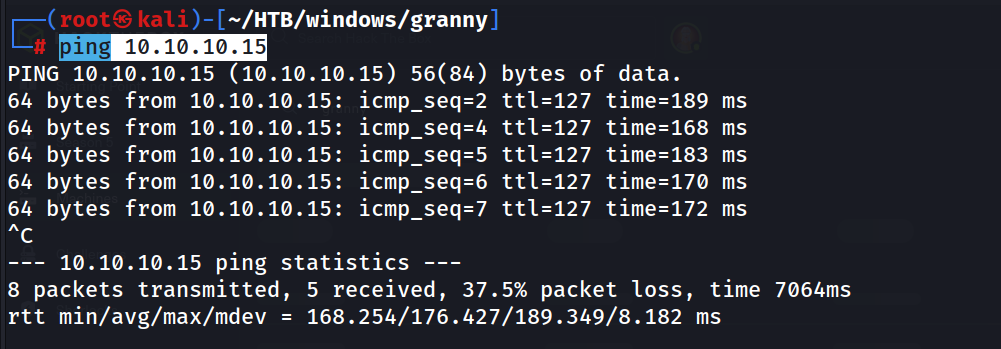 ┌──(root㉿kali)-[~/HTB/windows/granny]
└─# ping 10.10.10.15
PING 10.10.10.15 (10.10.10.15) 56(84) bytes of data.
64 bytes from 10.10.10.15: icmp_seq=2 ttl=127 time=189 ms
64 bytes from 10.10.10.15: icmp_seq=4 ttl=127 time=168 ms
64 bytes from 10.10.10.15: icmp_seq=5 ttl=127 time=183 ms
64 bytes from 10.10.10.15: icmp_seq=6 ttl=127 time=170 ms
64 bytes from 10.10.10.15: icmp_seq=7 ttl=127 time=172 ms
^C
--- 10.10.10.15 ping statistics ---
8 packets transmitted, 5 received, 37.5% packet loss, time 7064ms
rtt min/avg/max/mdev = 168.254/176.427/189.349/8.182 ms